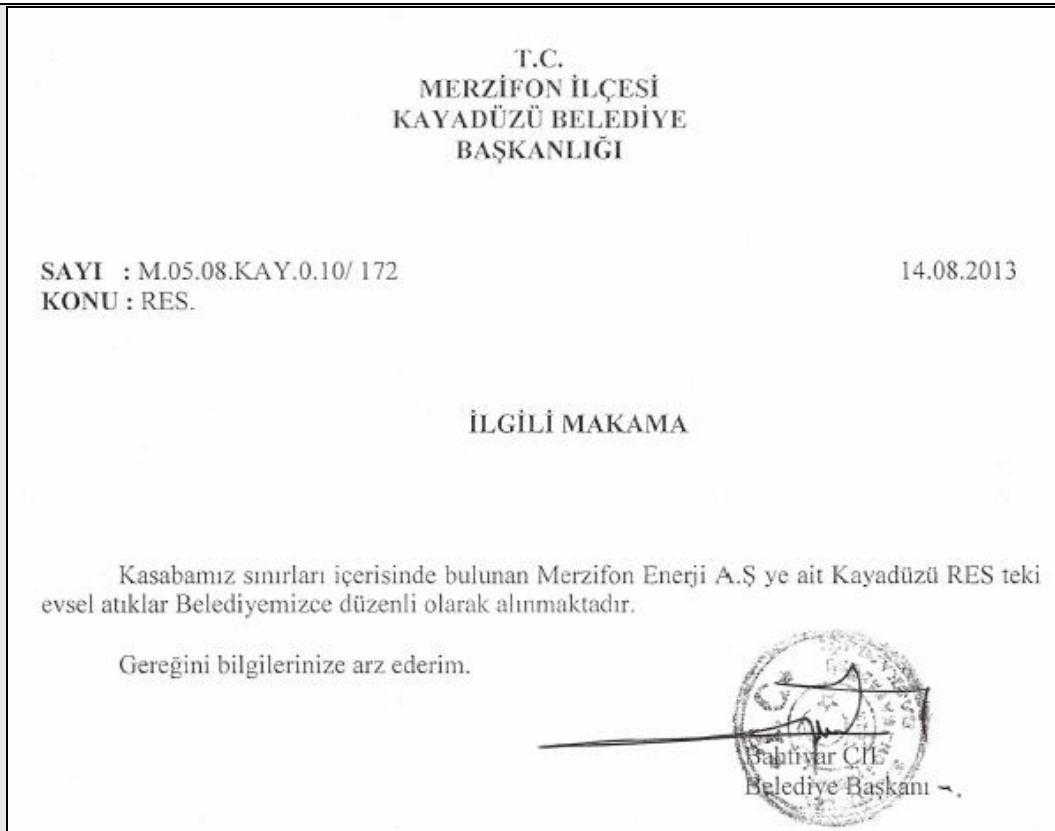 T.C.
MERZİFON İLÇESİ
KAYADÜZÜ BELEDİYE
BAŞKANLIĞI
SAYI : M.05.08.KAY.0.10/ 172
14.08.2013
KONU : RES.
İLGİLİ MAKAMA
Kasabamız sınırları içerisinde bulunan Merzifon Enerji A.Ş ye ait Kayadüzü RES teki
evsel atıklar Belediyemizce düzenli olarak alınmaktadır.
Gereğini bilgilerinize arz ederim.
T.C.
Bahtiyar CİL
Belediye Başkanı